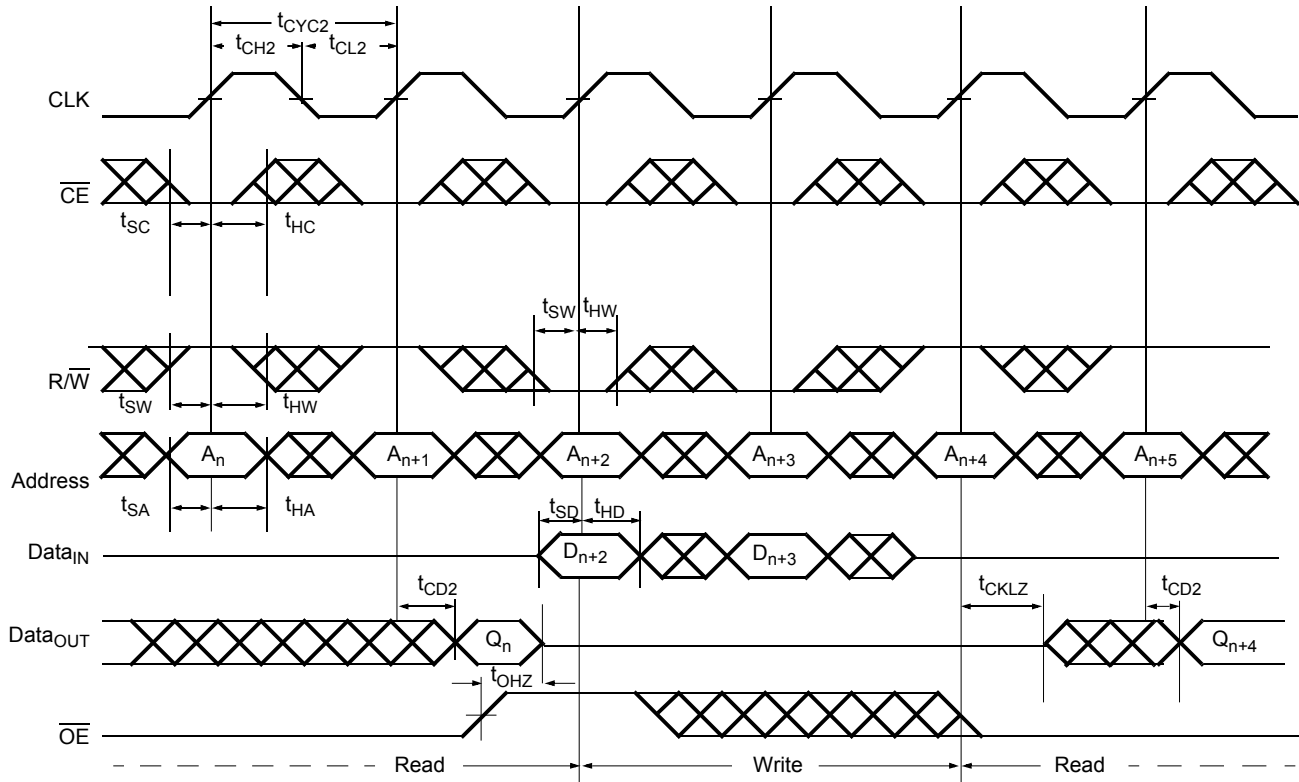 tCYC2
tCH2 tCL2
CLK
CE
tSC tHC
tSW tHW
R/W
tSW tHW
An An+1 An+2 An+3 An+4 An+5
Address
tSA tHA
tSD tHD
DataIN Dn+2 Dn+3
tCD2 tCKLZ tCD2
DataOUT Qn Qn+4
tOHZ
OE
Read Write Read